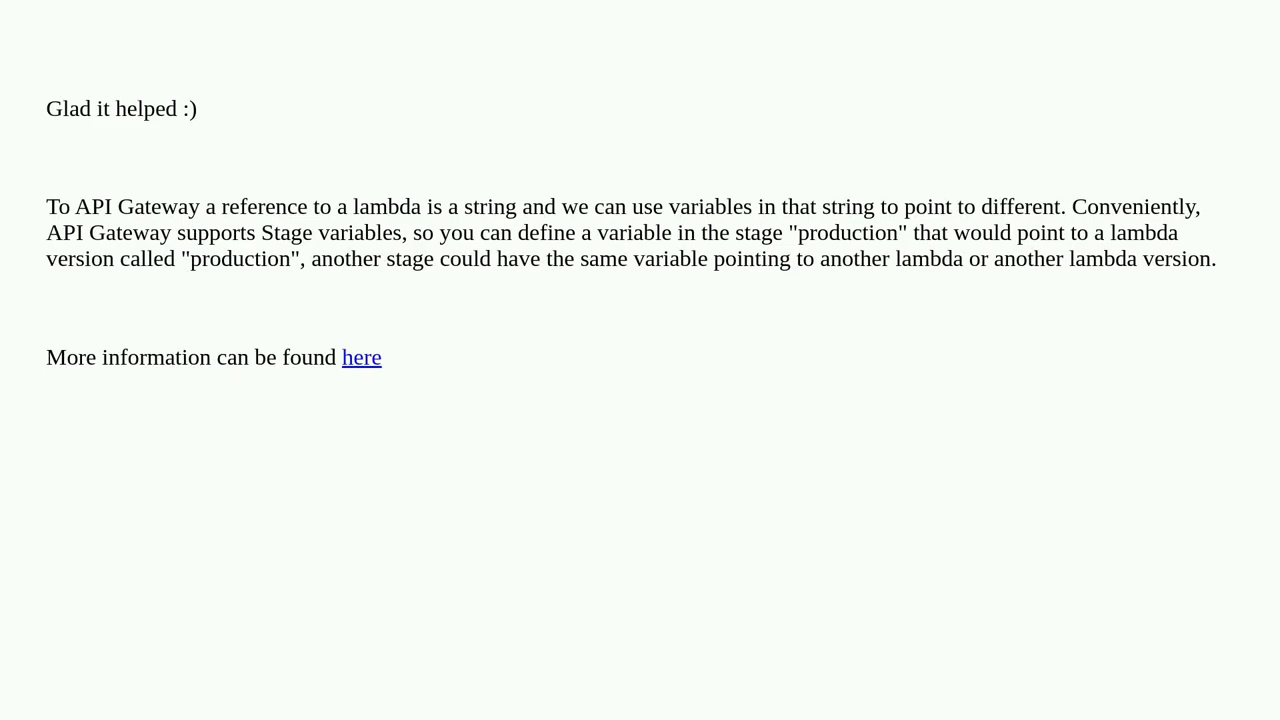 Glad it helped :)
To API Gateway a reference to a lambda is a string and we can use variables in that string to point to different. Conveniently,
API Gateway supports Stage variables, so you can define a variable in the stage "production" that would point to a lambda
version called "production", another stage could have the same variable pointing to another lambda or another lambda version.
More information can be found here